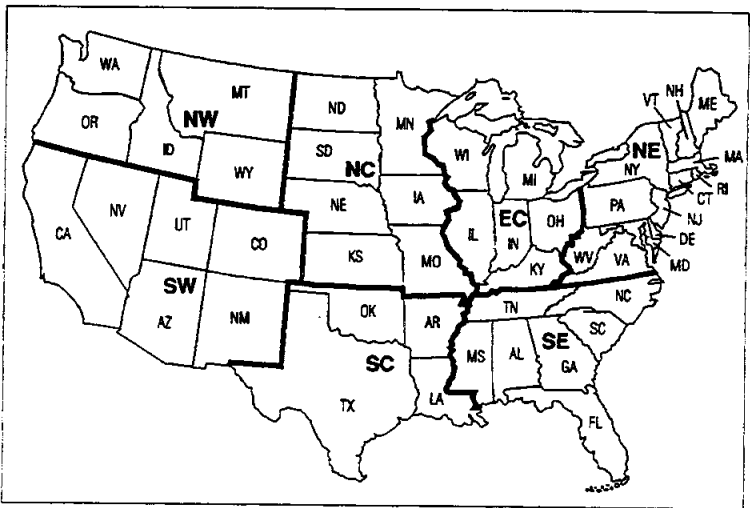 WA
MT
ND
MN
VT
NH
ME
OR
NW
ID
SD
NC
WI
MI
NE
NY
MA
WY
IA
CT
RI
NV
UT
NE
PA
NJ
CA
CO
IL
EC
IN
OH
DE
KS
MO
KY
WV
VA
MD
SW
AZ
NM
OK
AR
TN
NC
SC
TX
SC
LA
MS
AL
SE
GA
FL